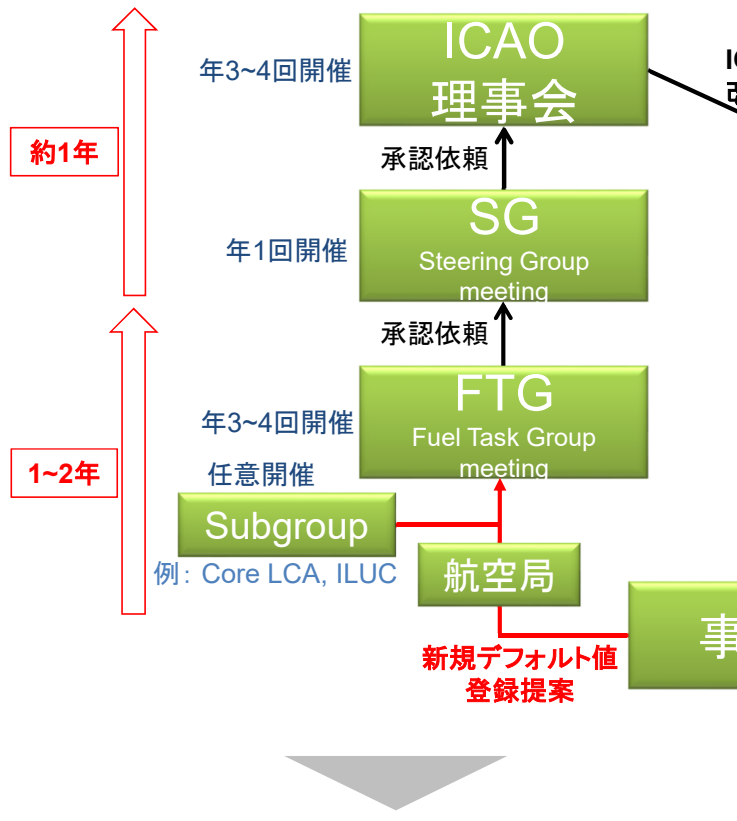 ICAO
理事会
年3~4回開催
約1年
承認依頼
SG
Steering Group
meeting
年1回開催
承認依頼
FTG
Fuel Task Group
meeting
年3~4回開催
1~2年
任意開催
Subgroup
例: Core LCA, ILUC
航空局
事
新規デフォルト値
登録提案